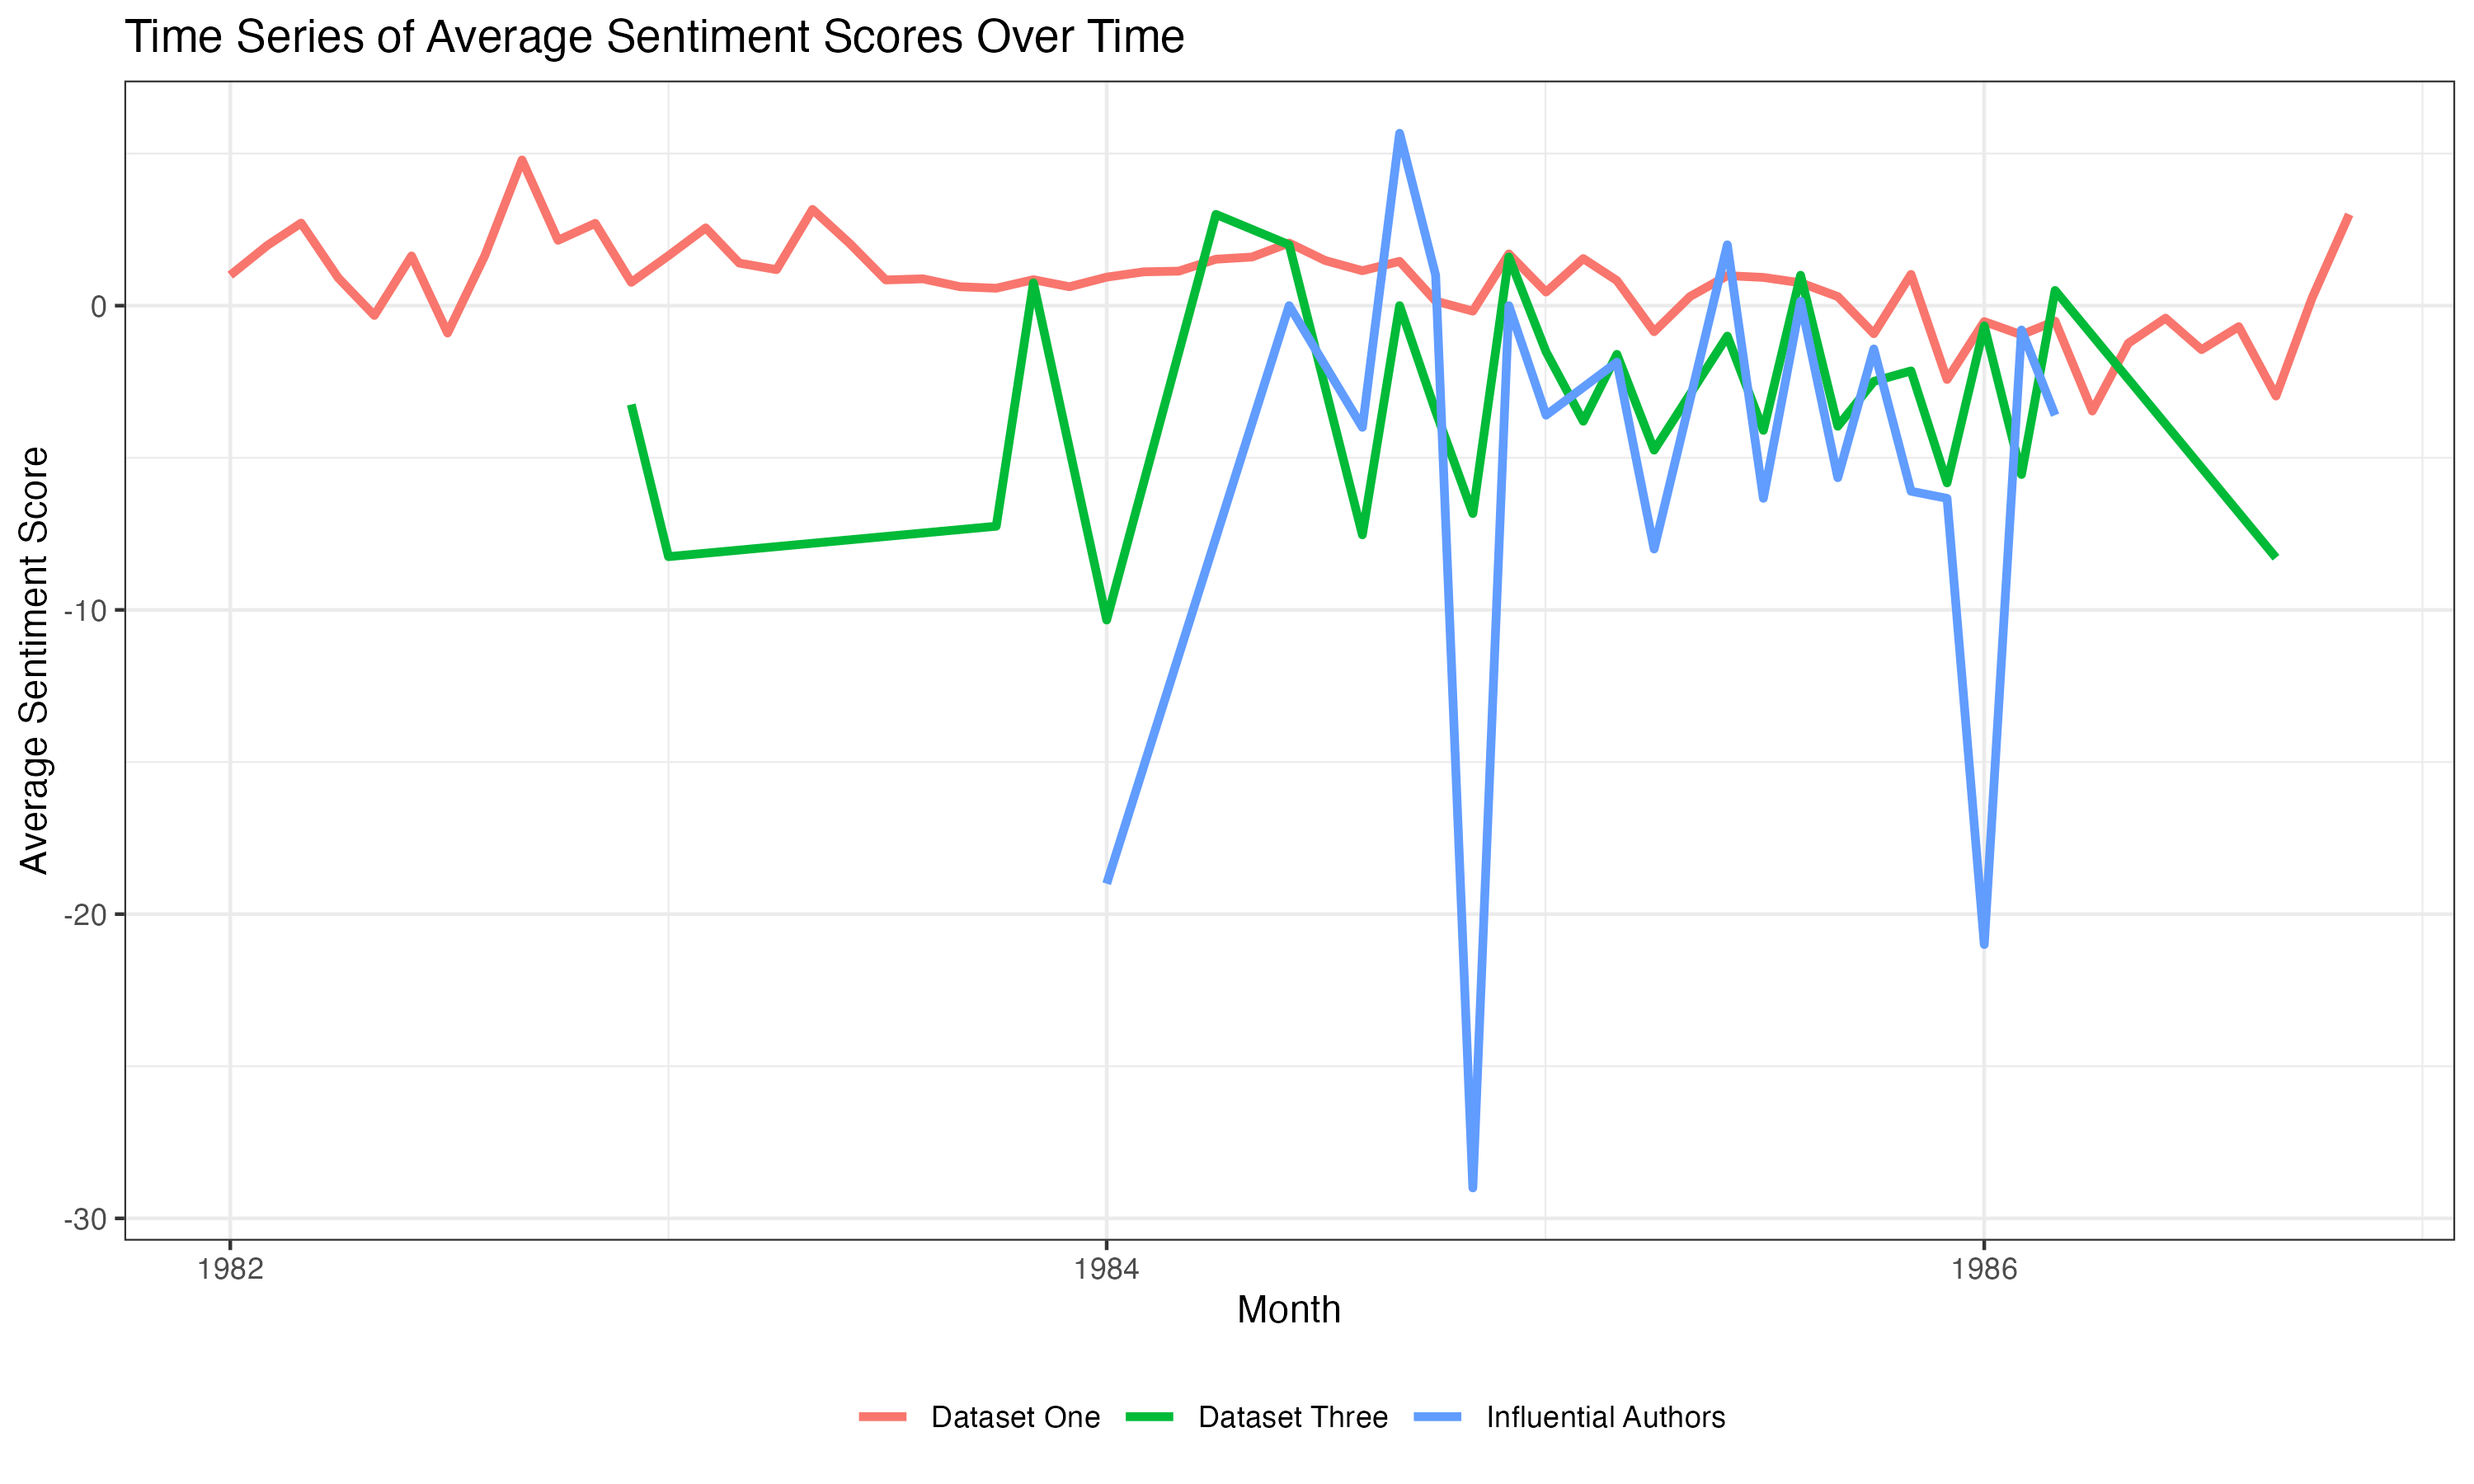 Time Series of Average Sentiment Scores Over Time
Average Sentiment Score
0
-10
-20
-30
1982 1984 1986
Month
Dataset One Dataset Three Influential Authors